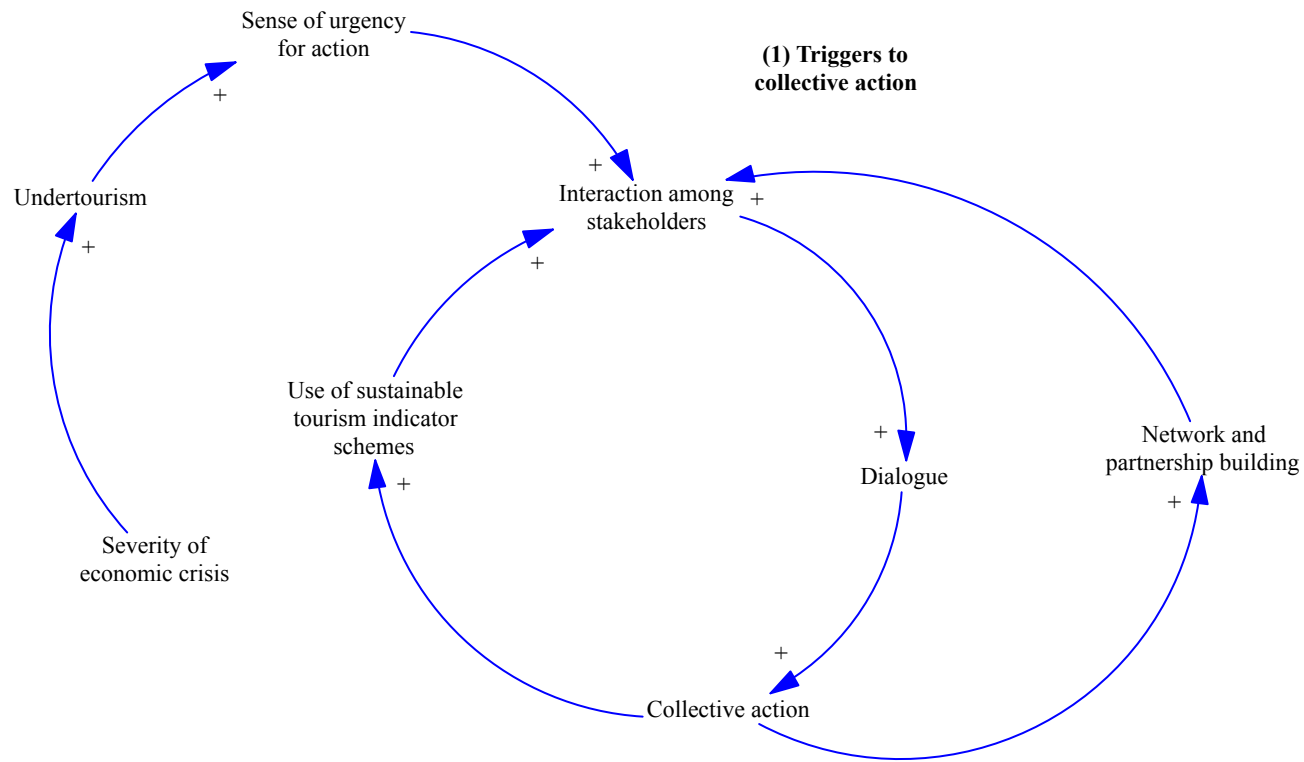 Sense of urgency
for action
(1) Triggers to
collective action
+
+
Undertourism
Interaction among
stakeholders
+
+
+
Use of sustainable
tourism indicator
schemes
+
Dialogue
Network and
partnership building
+
+
Severity of
economic crisis
+
Collective action